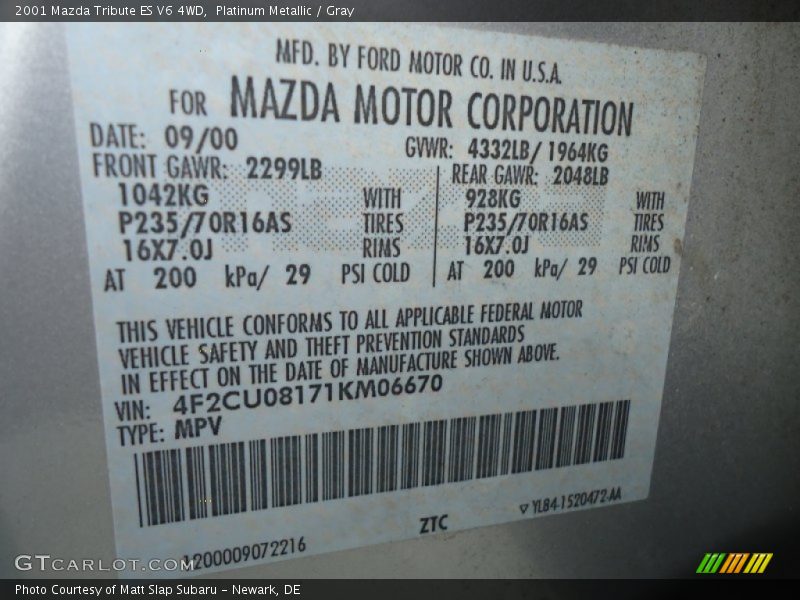 2001 Mazda Tribute ES V6 4WD,  Platinum Metallic / Gray
MFD. BY FORD MOTOR CO. IN U.S.A.
FOR MAZDA MOTOR CORPORATION
DATE: 09/00 GVWR: 4332LB/ 1964KG
FRONT GAWR: 2299LB REAR GAWR: 2048LB
1042KG WITH 928KG WITH
P235/70R16AS TIRES P235/70R16AS TIRES
16X7.0J RIMS 16X7.0J RIMS
AT 200 kPa/ 29 PSI COLD AT 200 kPa/ 29 PSI COLD
THIS VEHICLE CONFORMS TO ALL APPLICABLE FEDERAL MOTOR
VEHICLE SAFETY AND THEFT PREVENTION STANDARDS
IN EFFECT ON THE DATE OF MANUFACTURE SHOWN ABOVE.
VIN: 4F2CU08171KM06670
TYPE: MPV
1200009072216 ZTC ▽ YL84-1520472-AA
GTCARLOT.COM
Photo Courtesy of Matt Slap Subaru - Newark, DE